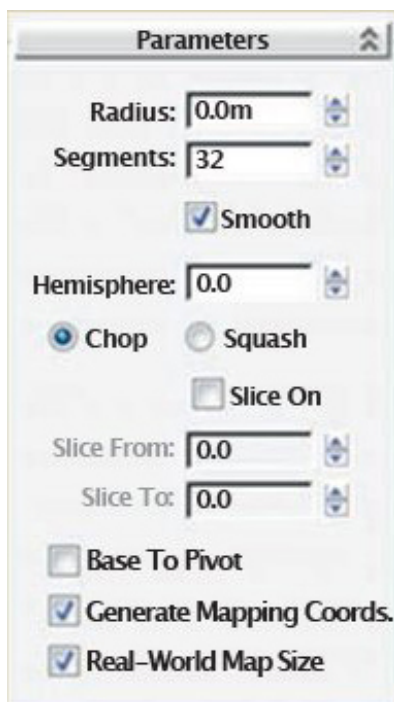 Parameters
Radius: 0.0m
Segments: 32
Smooth
Hemisphere: 0.0
Chop Squash
Slice On
Slice From: 0.0
Slice To: 0.0
Base To Pivot
Generate Mapping Coords.
Real-World Map Size